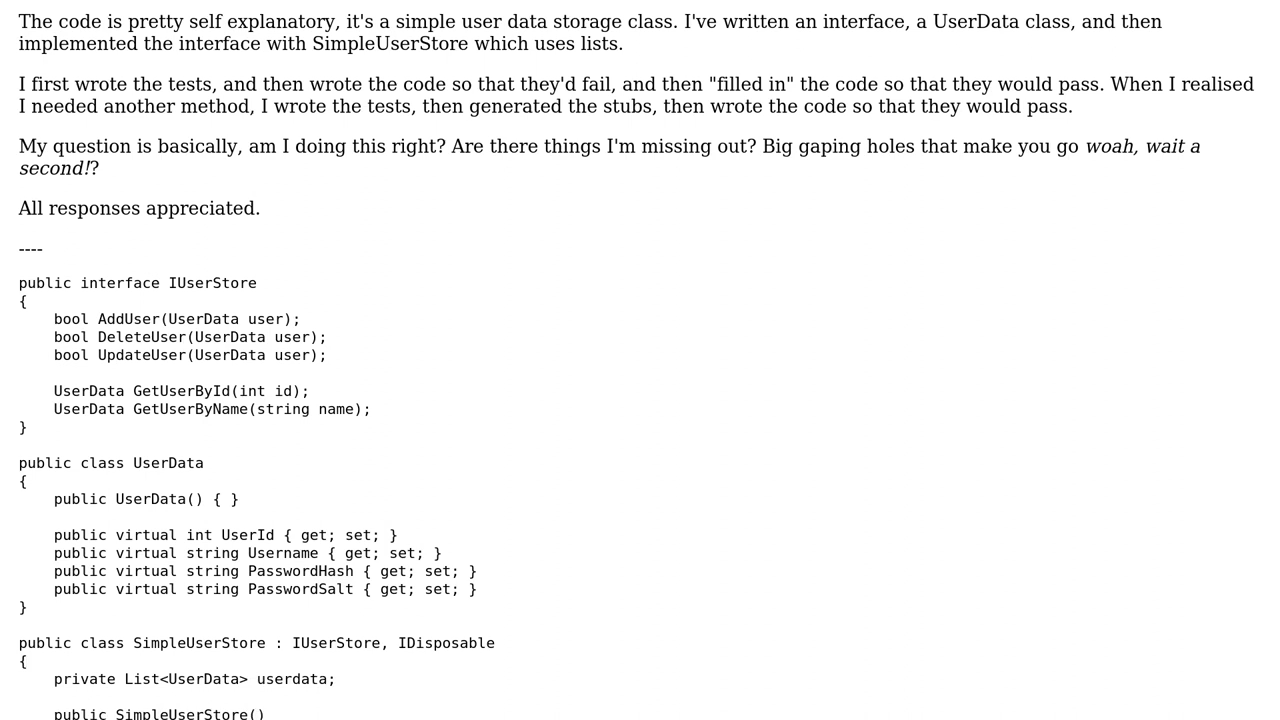 The code is pretty self explanatory, it's a simple user data storage class. I've written an interface, a UserData class, and then
implemented the interface with SimpleUserStore which uses lists.
I first wrote the tests, and then wrote the code so that they'd fail, and then "filled in" the code so that they would pass. When I realised
I needed another method, I wrote the tests, then generated the stubs, then wrote the code so that they would pass.
My question is basically, am I doing this right? Are there things I'm missing out? Big gaping holes that make you go woah, wait a
second!?
All responses appreciated.
----
public interface IUserStore
{
    bool AddUser(UserData user);
    bool DeleteUser(UserData user);
    bool UpdateUser(UserData user);
    UserData GetUserById(int id);
    UserData GetUserByName(string name);
}
public class UserData
{
    public UserData() { }
    public virtual int UserId { get; set; }
    public virtual string Username { get; set; }
    public virtual string PasswordHash { get; set; }
    public virtual string PasswordSalt { get; set; }
}
public class SimpleUserStore : IUserStore, IDisposable
{
    private List<UserData> userdata;
    public SimpleUserStore()